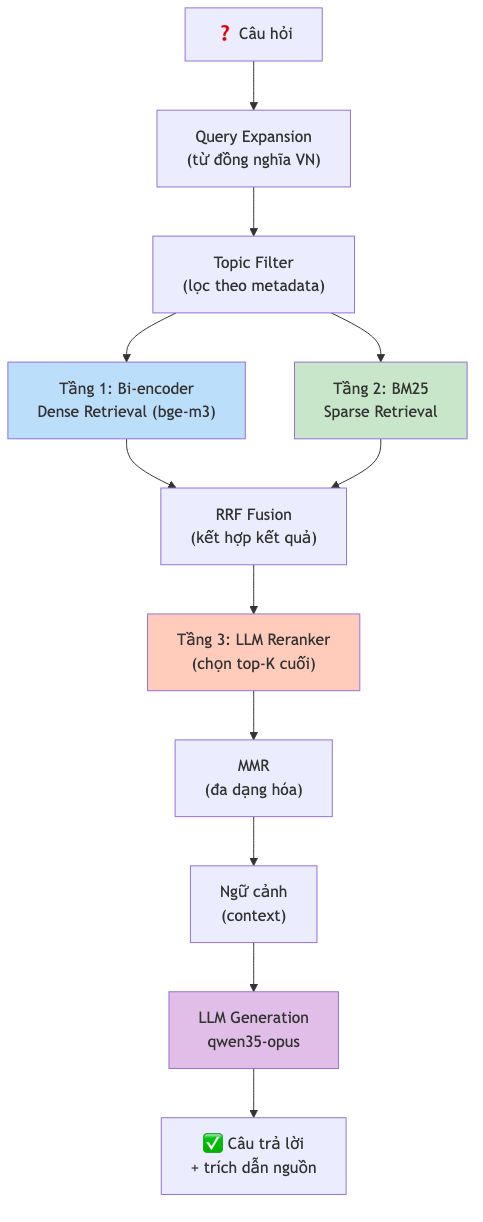 ❓ Câu hỏi
Query Expansion
(từ đồng nghĩa VN)
Topic Filter
(lọc theo metadata)
Tầng 1: Bi-encoder
Dense Retrieval (bge-m3)
Tầng 2: BM25
Sparse Retrieval
RRF Fusion
(kết hợp kết quả)
Tầng 3: LLM Reranker
(chọn top-K cuối)
MMR
(đa dạng hóa)
Ngữ cảnh
(context)
LLM Generation
qwen35-opus
✅ Câu trả lời
+ trích dẫn nguồn